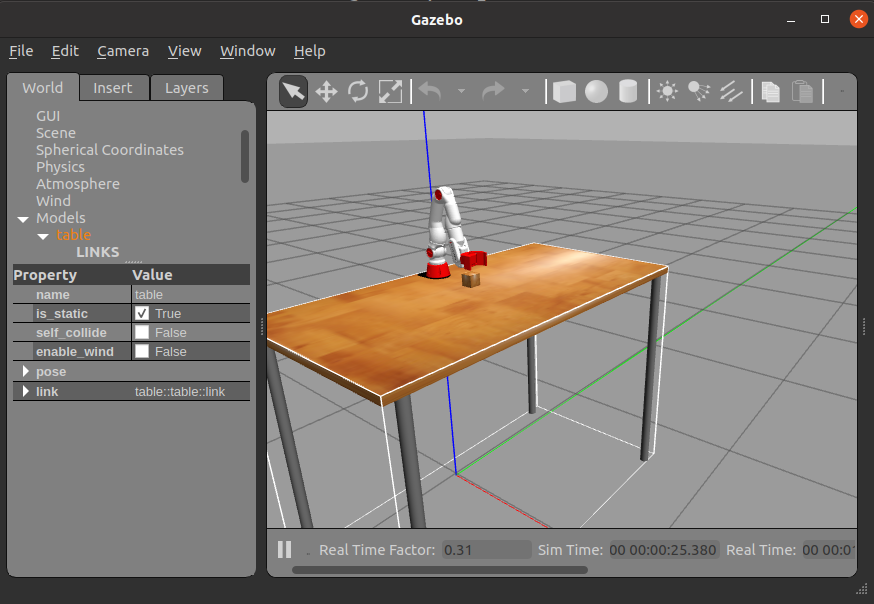 Gazebo
File Edit Camera View Window Help
World Insert Layers
GUI
Scene
Spherical Coordinates
Physics
Atmosphere
Wind
Models
table
LINKS
Property Value
name table
is_static True
self_collide False
enable_wind False
pose
link table::table::link
Real Time Factor: 0.31 Sim Time: 00 00:00:25.380 Real Time: